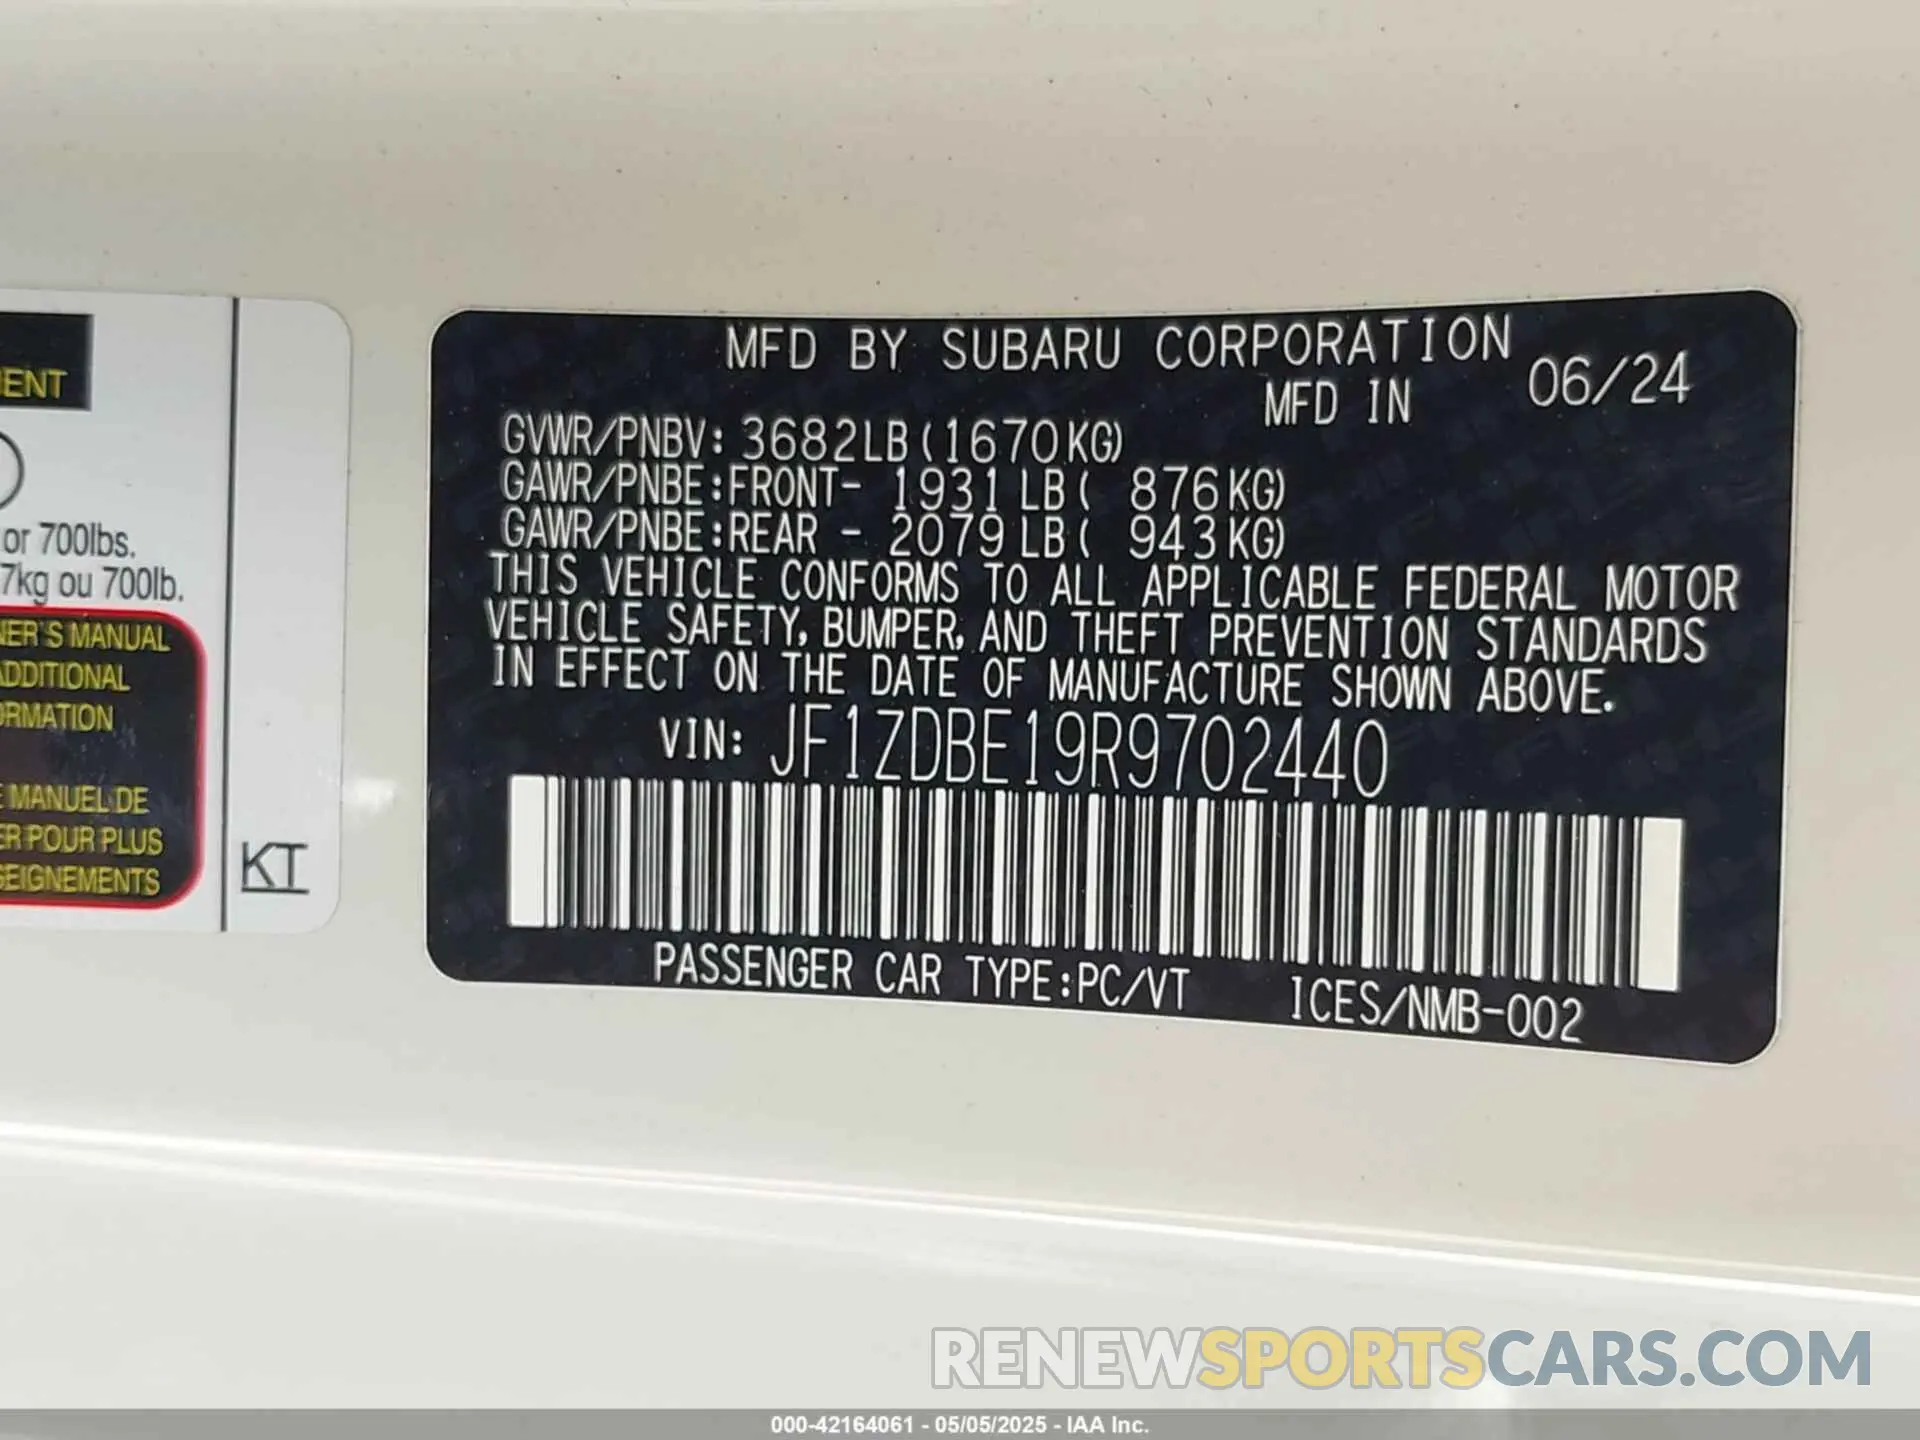 MENT
or 700lbs.
7kg ou 700lb.
NER'S MANUAL
ADDITIONAL
ORMATION
E MANUEL DE
ER POUR PLUS
SEIGNEMENTS
KT
MFD BY SUBARU CORPORATION
MFD IN 06/24
GVWR/PNBV: 3682LB(1670KG)
GAWR/PNBE:FRONT- 1931LB( 876KG)
GAWR/PNBE:REAR - 2079LB( 943KG)
THIS VEHICLE CONFORMS TO ALL APPLICABLE FEDERAL MOTOR
VEHICLE SAFETY, BUMPER, AND THEFT PREVENTION STANDARDS
IN EFFECT ON THE DATE OF MANUFACTURE SHOWN ABOVE.
VIN: JF1ZDBE19R9702440
PASSENGER CAR TYPE:PC/VT ICES/NMB-002
RENEWSPORTSCARS.COM
000-42164061 - 05/05/2025 - IAA Inc.